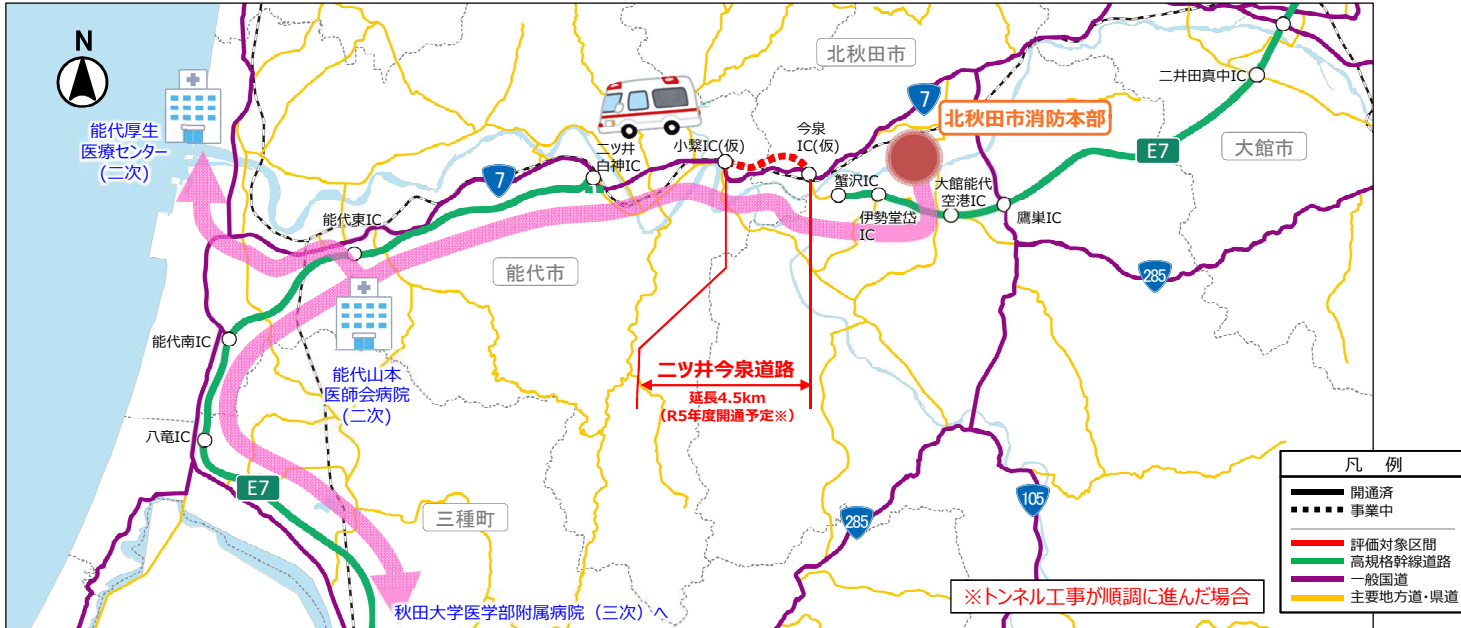 N
能代厚生
医療センター
(二次)
北秋田市
二井田真中IC
7
北秋田市消防本部
大館市
E7
小繋IC(仮)
今泉
IC(仮)
二ツ井
白神IC
7
蟹沢IC
伊勢堂岱
IC
大館能代
空港IC
鷹巣IC
能代東IC
能代市
285
能代南IC
能代山本
医師会病院
(二次)
二ツ井今泉道路
延長4.5km
(R5年度開通予定※)
八竜IC
E7
三種町
285
105
秋田大学医学部附属病院（三次）へ
※トンネル工事が順調に進んだ場合
凡 例
開通済
事業中
評価対象区間
高規格幹線道路
一般国道
主要地方道・県道